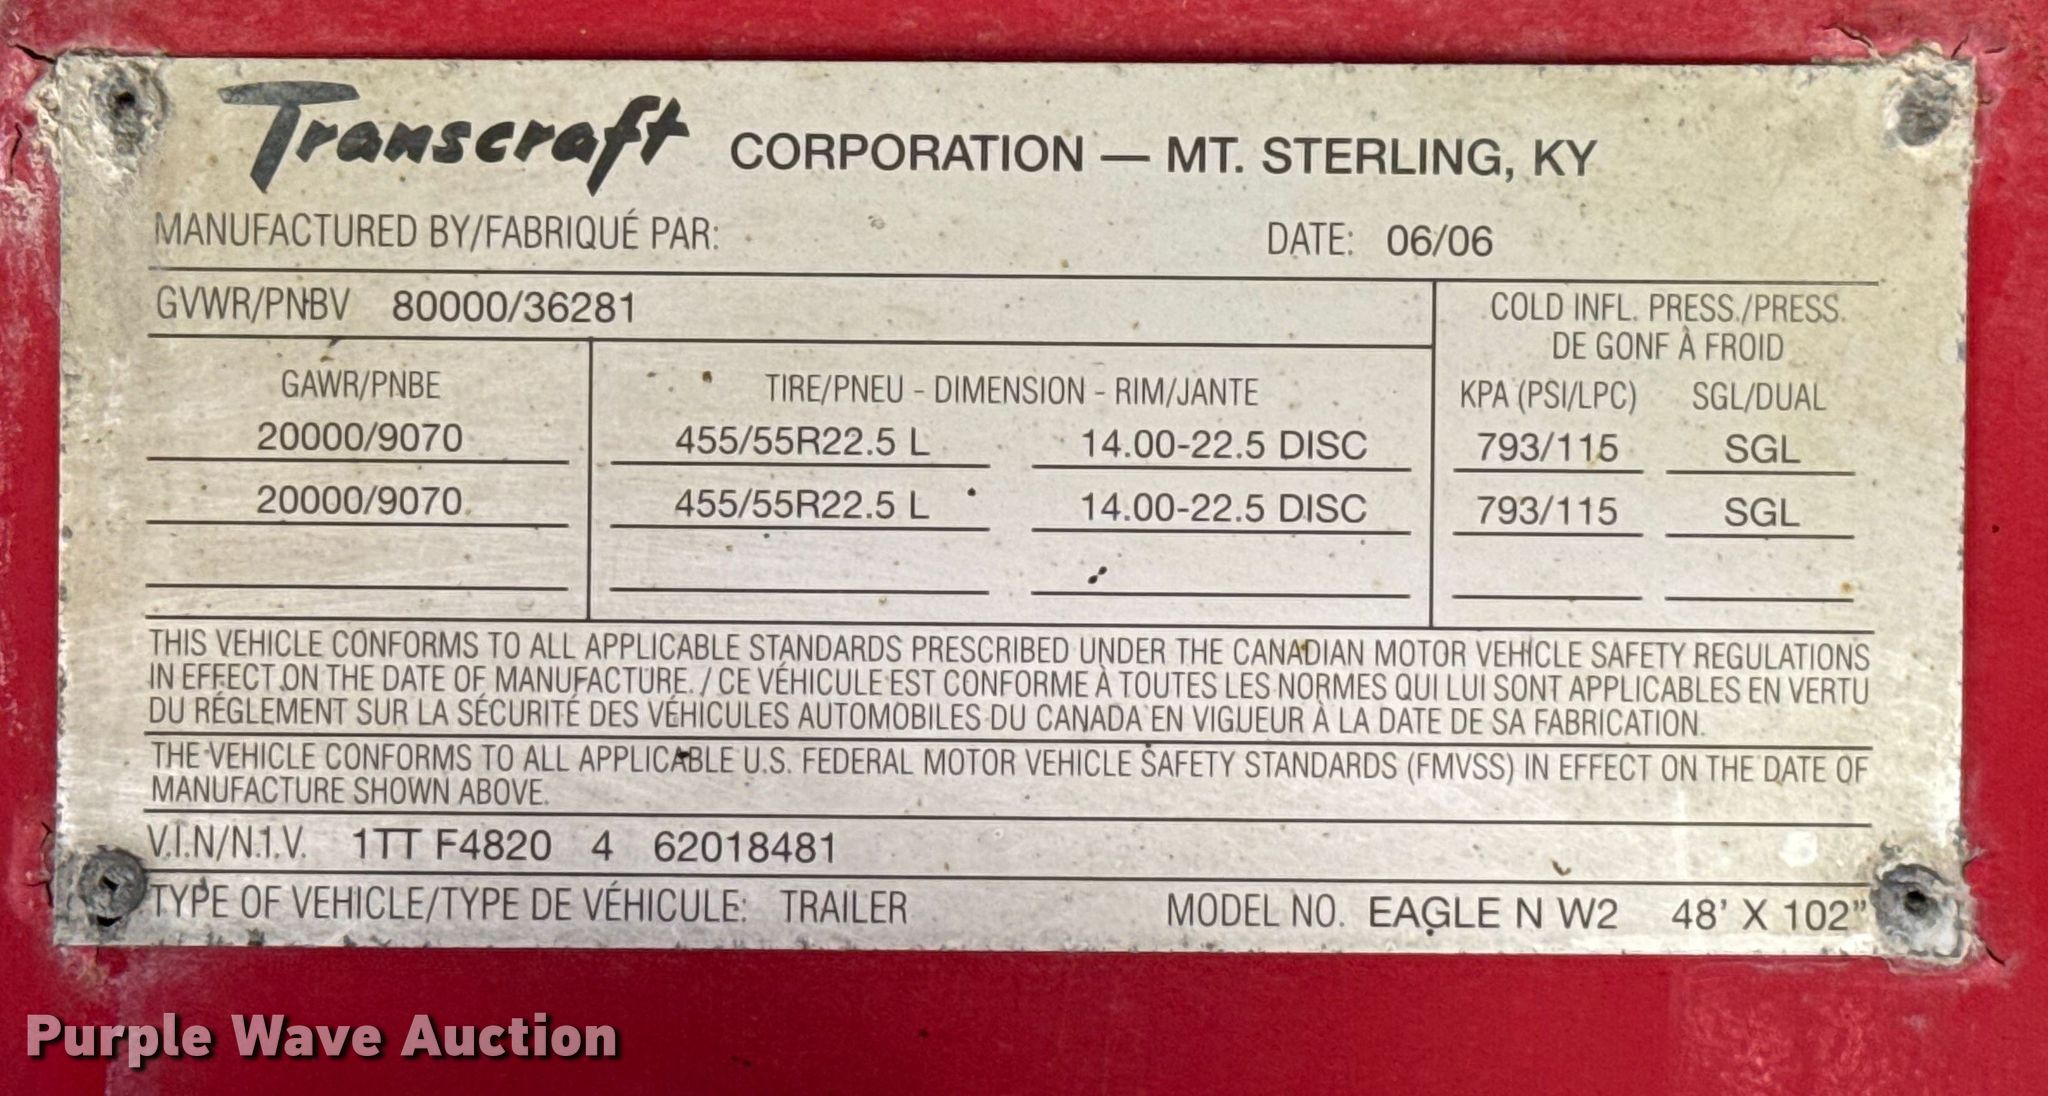 Transcraft CORPORATION — MT. STERLING, KY
MANUFACTURED BY/FABRIQUÉ PAR: DATE: 06/06
GVWR/PNBV 80000/36281
COLD INFL. PRESS./PRESS.
DE GONF À FROID
GAWR/PNBE TIRE/PNEU - DIMENSION - RIM/JANTE KPA (PSI/LPC) SGL/DUAL
20000/9070 455/55R22.5 L 14.00-22.5 DISC 793/115 SGL
20000/9070 455/55R22.5 L 14.00-22.5 DISC 793/115 SGL
THIS VEHICLE CONFORMS TO ALL APPLICABLE STANDARDS PRESCRIBED UNDER THE CANADIAN MOTOR VEHICLE SAFETY REGULATIONS
IN EFFECT ON THE DATE OF MANUFACTURE. / CE VÉHICULE EST CONFORME À TOUTES LES NORMES QUI LUI SONT APPLICABLES EN VERTU
DU RÉGLEMENT SUR LA SÉCURITÉ DES VÉHICULES AUTOMOBILES DU CANADA EN VIGUEUR À LA DATE DE SA FABRICATION.
THE VEHICLE CONFORMS TO ALL APPLICABLE U.S. FEDERAL MOTOR VEHICLE SAFETY STANDARDS (FMVSS) IN EFFECT ON THE DATE OF
MANUFACTURE SHOWN ABOVE.
V.I.N/N.I.V. 1TT F4820 4 62018481
TYPE OF VEHICLE/TYPE DE VÉHICULE: TRAILER MODEL NO. EAGLE N W2 48' X 102"
Purple Wave Auction